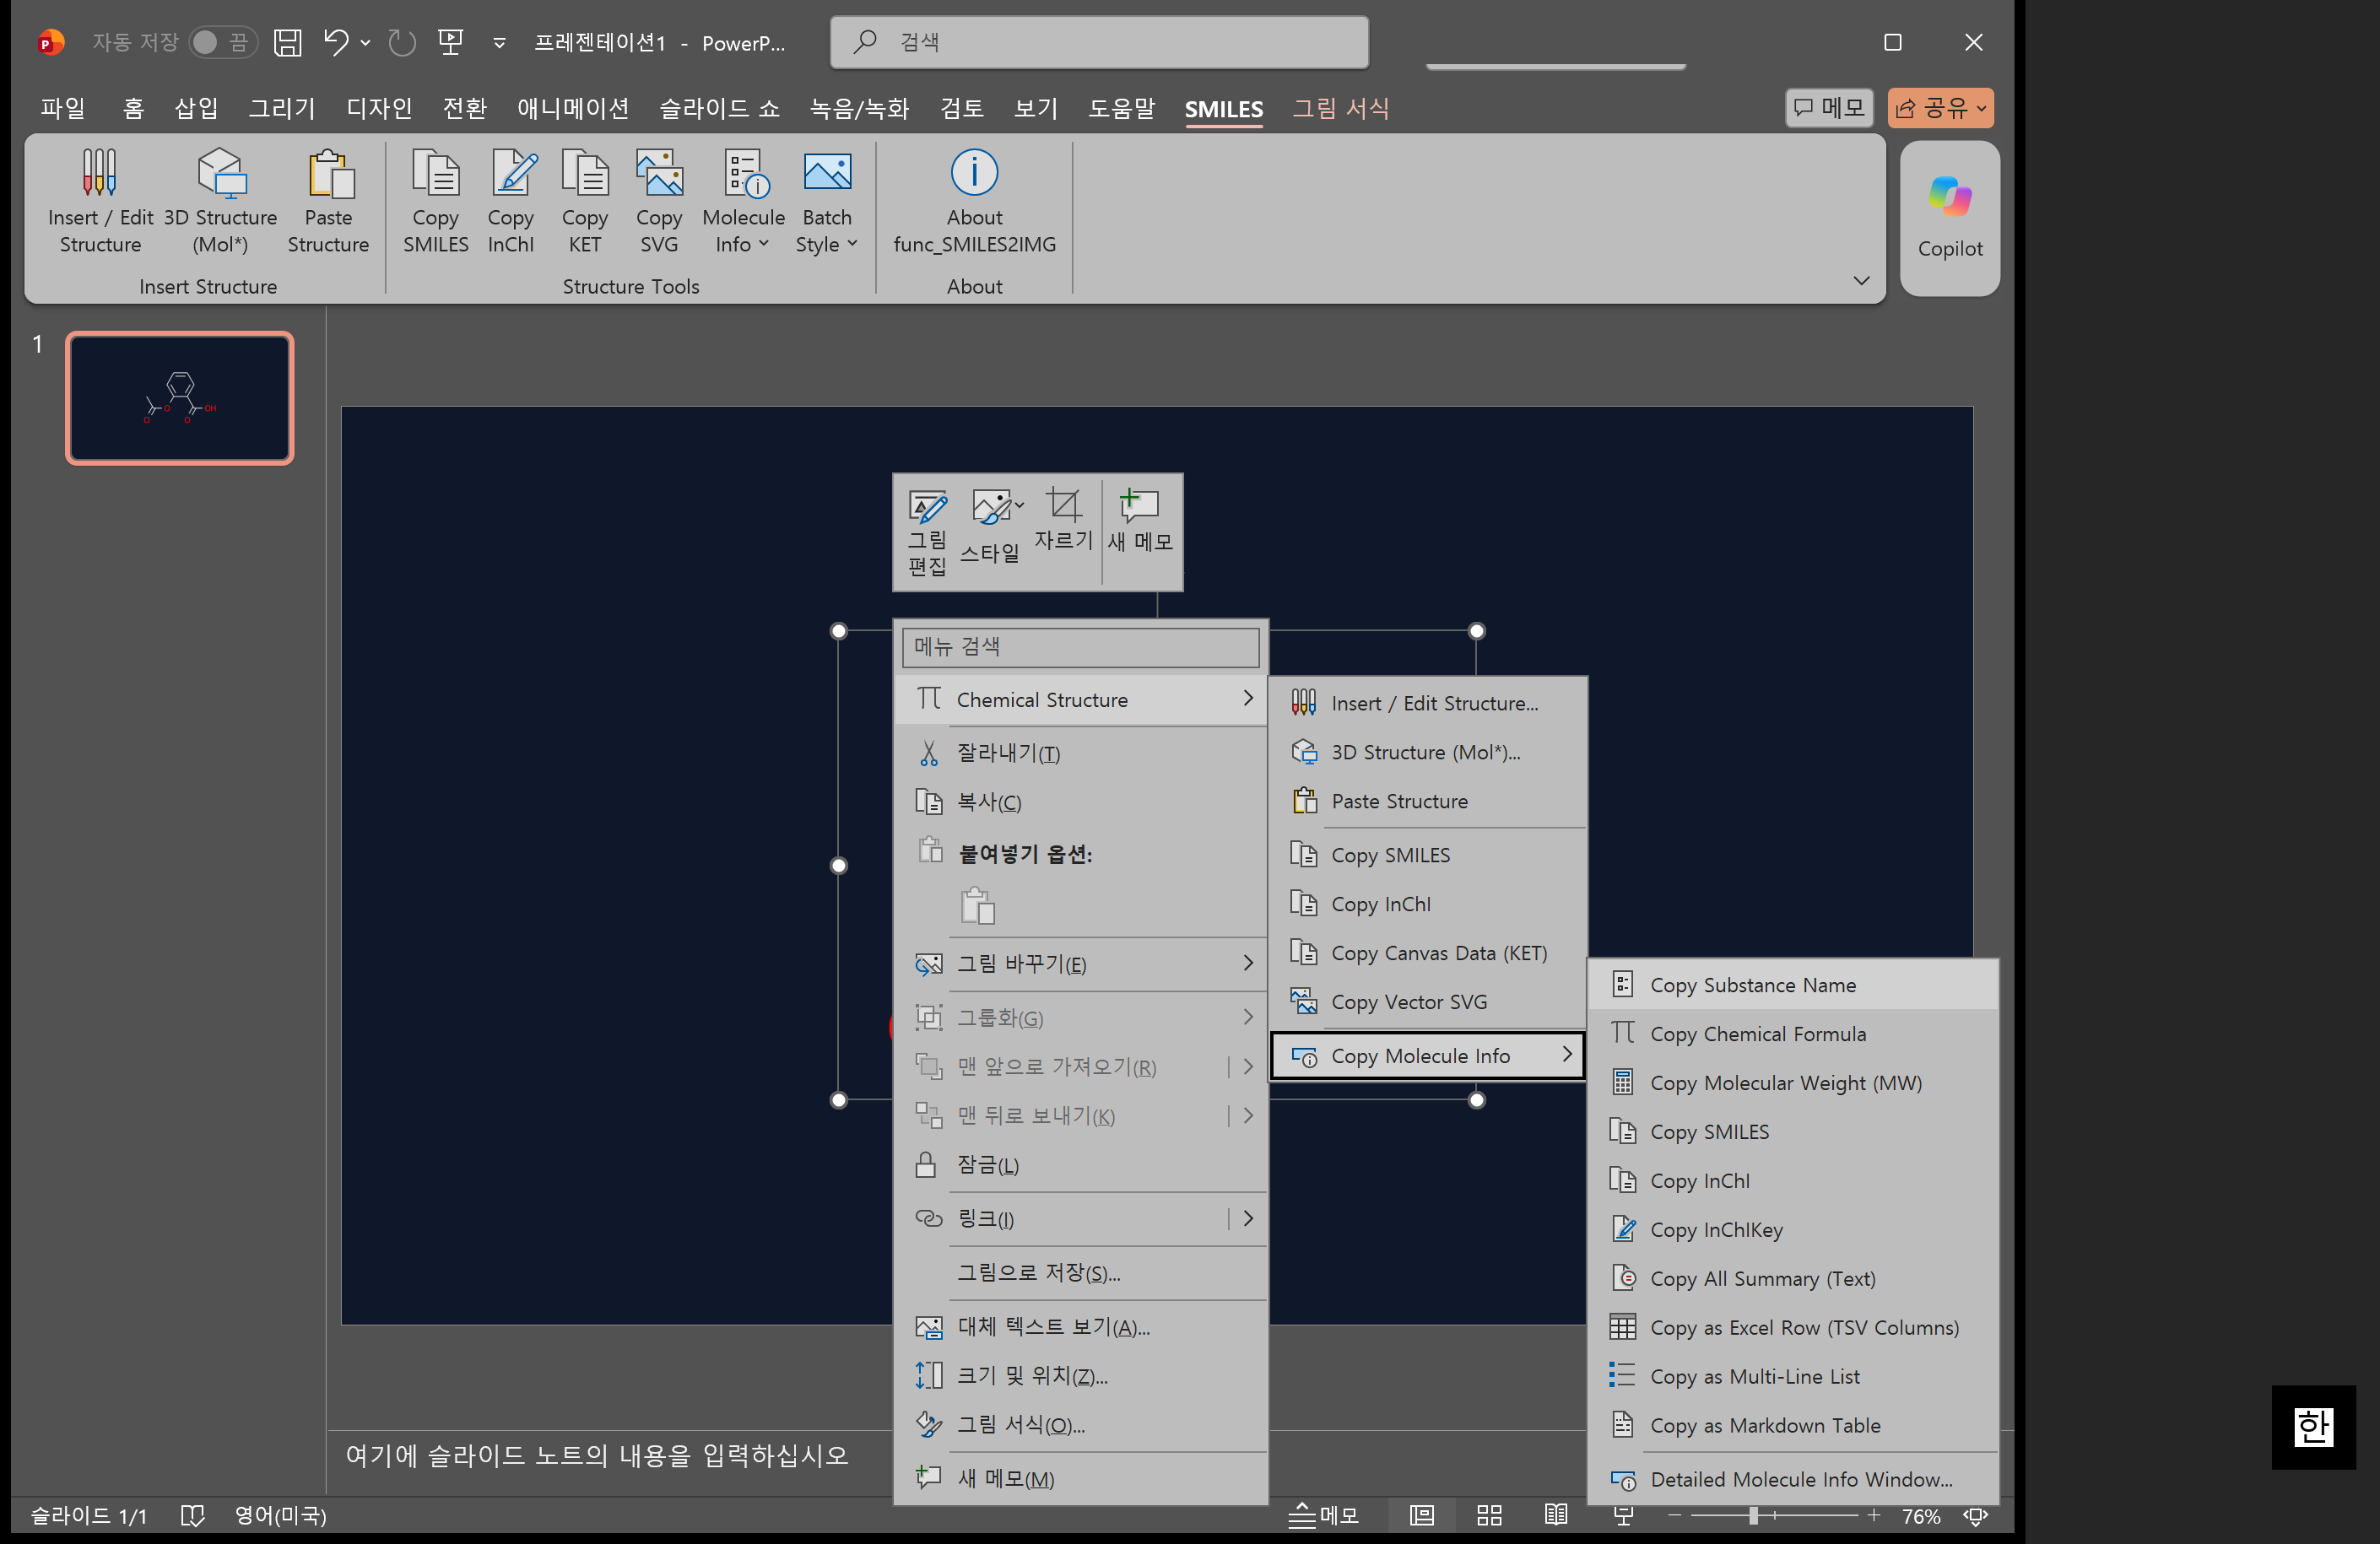 자동 저장 끔 프레젠테이션1 - PowerP... 검색
파일 홈 삽입 그리기 디자인 전환 애니메이션 슬라이드 쇼 녹음/녹화 검토 보기 도움말 SMILES 그림 서식 메모 공유
Insert / Edit Structure
3D Structure (Mol*)
Paste Structure
Insert Structure
Copy SMILES
Copy InChI
Copy KET
Copy SVG
Molecule Info
Batch Style
Structure Tools
About func_SMILES2IMG
About
Copilot
1
O O O OH
그림 편집
스타일
자르기
새 메모
메뉴 검색
Chemical Structure
잘라내기(T)
복사(C)
붙여넣기 옵션:
그림 바꾸기(E)
그룹화(G)
맨 앞으로 가져오기(R)
맨 뒤로 보내기(K)
잠금(L)
링크(I)
그림으로 저장(S)...
대체 텍스트 보기(A)...
크기 및 위치(Z)...
그림 서식(O)...
새 메모(M)
Insert / Edit Structure...
3D Structure (Mol*)...
Paste Structure
Copy SMILES
Copy InChI
Copy Canvas Data (KET)
Copy Vector SVG
Copy Molecule Info
Copy Substance Name
Copy Chemical Formula
Copy Molecular Weight (MW)
Copy SMILES
Copy InChI
Copy InChIKey
Copy All Summary (Text)
Copy as Excel Row (TSV Columns)
Copy as Multi-Line List
Copy as Markdown Table
Detailed Molecule Info Window...
여기에 슬라이드 노트의 내용을 입력하십시오
슬라이드 1/1 영어(미국) 메모 76%
한